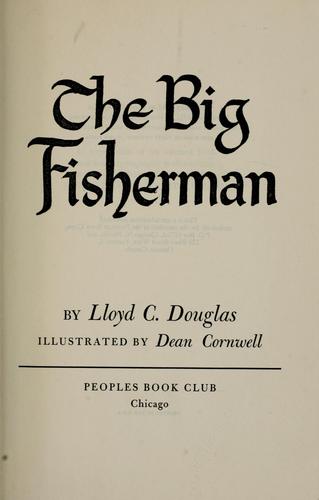 The Big
Fisherman
BY Lloyd C. Douglas
ILLUSTRATED BY Dean Cornwell
PEOPLES BOOK CLUB
Chicago